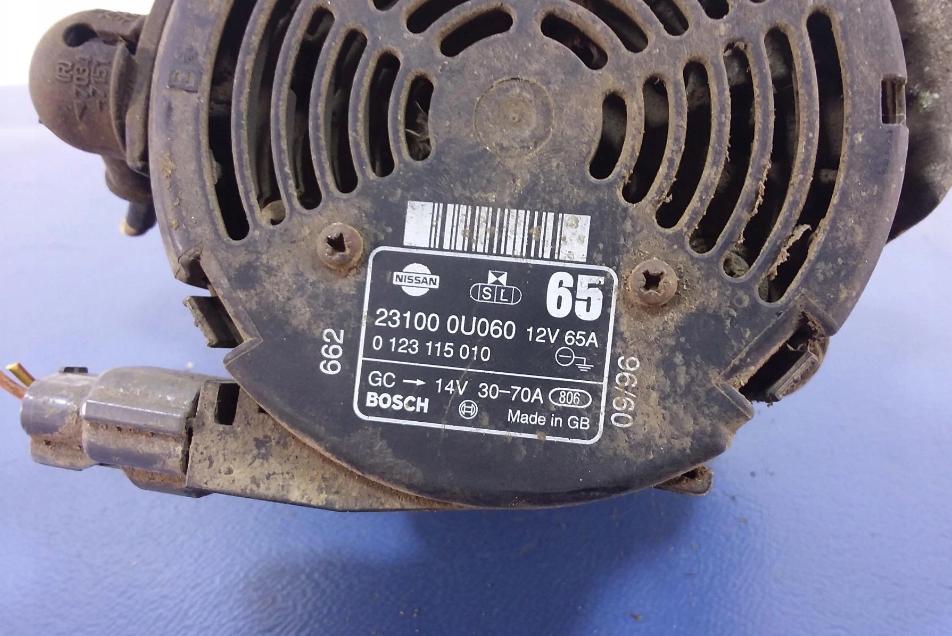 NISSAN
S L
65
23100 0U060 12V 65A
0 123 115 010
GC → 14V 30-70A 806
BOSCH
Made in GB
662
09/96